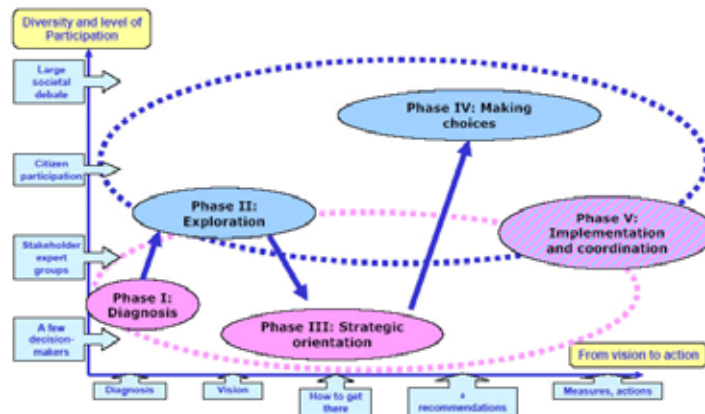 Diversity and level of
Participation
Large
societal
debate
Phase IV: Making
choices
Citizen
participation
Phase II:
Exploration
Phase V:
Implementation
and coordination
Stakeholder
expert
groups
Phase I:
Diagnosis
Phase III: Strategic
orientation
A few
decision-
makers
From vision to action
Diagnosis
Vision
How to get
there
recommendations
Measures, actions